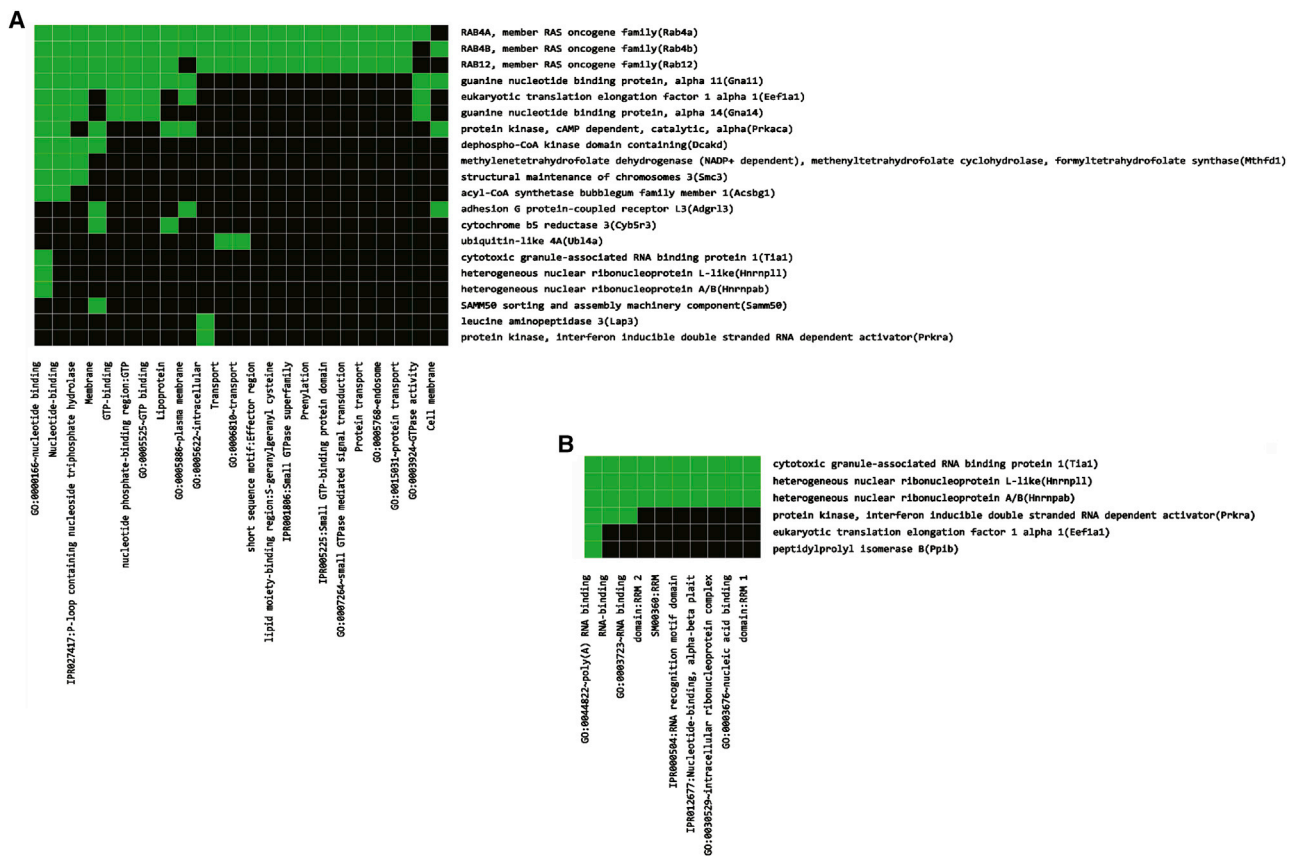 A
RAB4A, member RAS oncogene family(Rab4a)
RAB4B, member RAS oncogene family(Rab4b)
RAB12, member RAS oncogene family(Rab12)
guanine nucleotide binding protein, alpha 11(Gna11)
eukaryotic translation elongation factor 1 alpha 1(Eef1a1)
guanine nucleotide binding protein, alpha 14(Gna14)
protein kinase, cAMP dependent, catalytic, alpha(Prkaca)
dephospho-CoA kinase domain containing(Dcakd)
methylenetetrahydrofolate dehydrogenase (NADP+ dependent), methenyltetrahydrofolate cyclohydrolase, formyltetrahydrofolate synthase(Mthfd1)
structural maintenance of chromosomes 3(Smc3)
acyl-CoA synthetase bubblegum family member 1(Acsbg1)
adhesion G protein-coupled receptor L3(Adgrl3)
cytochrome b5 reductase 3(Cyb5r3)
ubiquitin-like 4A(Ubl4a)
cytotoxic granule-associated RNA binding protein 1(Tia1)
heterogeneous nuclear ribonucleoprotein L-like(Hnrnpll)
heterogeneous nuclear ribonucleoprotein A/B(Hnrnpab)
SAMM50 sorting and assembly machinery component(Samm50)
leucine aminopeptidase 3(Lap3)
protein kinase, interferon inducible double stranded RNA dependent activator(Prkra)
GO:0000166~nucleotide binding
Nucleotide-binding
IPR027417:P-loop containing nucleoside triphosphate hydrolase
Membrane
GTP-binding
nucleotide phosphate-binding region:GTP
GO:0005525~GTP binding
Lipoprotein
GO:0005886~plasma membrane
GO:0005622~intracellular
Transport
GO:0006810~transport
short sequence motif:Effector region
lipid moiety-binding region:S-geranylgeranyl cysteine
IPR001806:Small GTPase superfamily
Prenylation
IPR005225:Small GTP-binding protein domain
GO:0007264~small GTPase mediated signal transduction
Protein transport
GO:0005768~endosome
GO:0015031~protein transport
GO:0003924~GTPase activity
Cell membrane
B
cytotoxic granule-associated RNA binding protein 1(Tia1)
heterogeneous nuclear ribonucleoprotein L-like(Hnrnpll)
heterogeneous nuclear ribonucleoprotein A/B(Hnrnpab)
protein kinase, interferon inducible double stranded RNA dependent activator(Prkra)
eukaryotic translation elongation factor 1 alpha 1(Eef1a1)
peptidylprolyl isomerase B(Ppib)
GO:0044822~poly(A) RNA binding
RNA-binding
GO:0003723~RNA binding
domain:RRM 2
SM00360:RRM
IPR000504:RNA recognition motif domain
IPR012677:Nucleotide-binding, alpha-beta plait
GO:0030529~intracellular ribonucleoprotein complex
GO:0003676~nucleic acid binding
domain:RRM 1